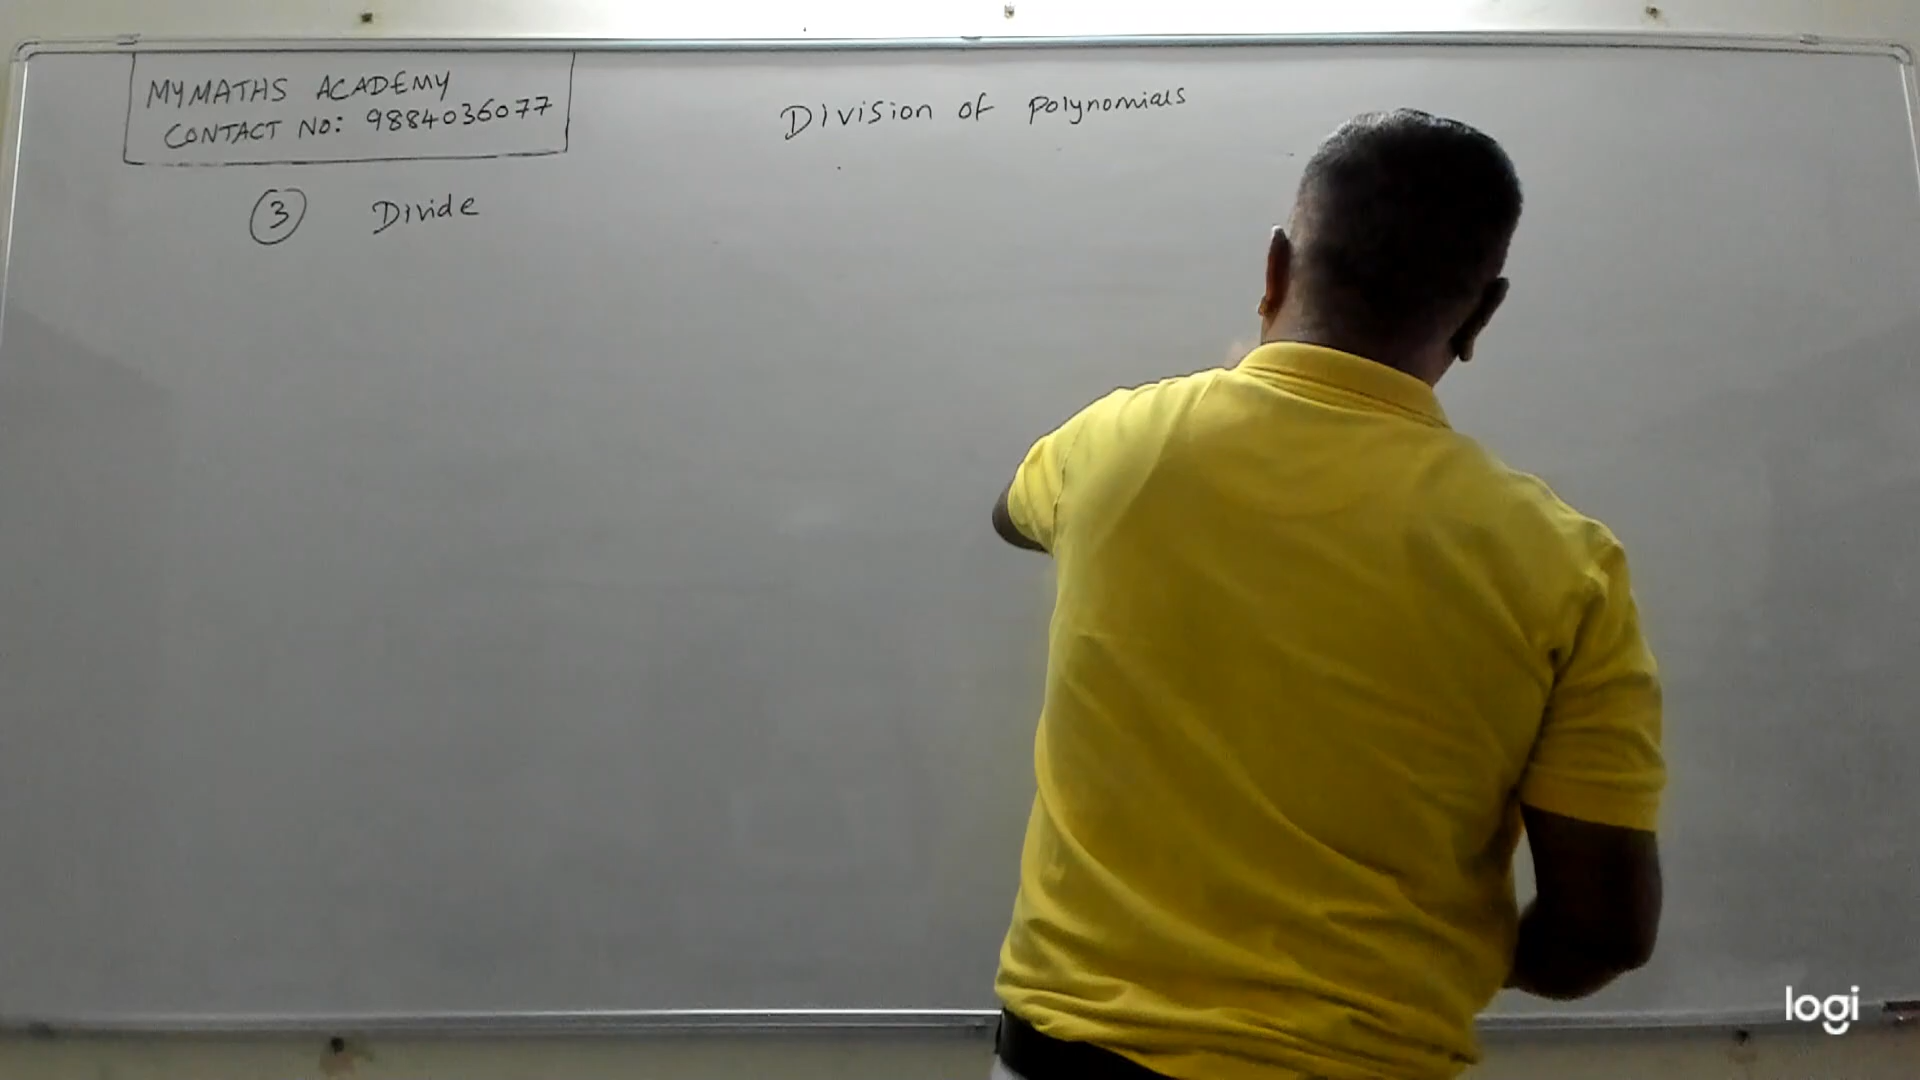 MYMATHS ACADEMY
CONTACT NO: 9884036077
Division of polynomials
③ Divide
logi